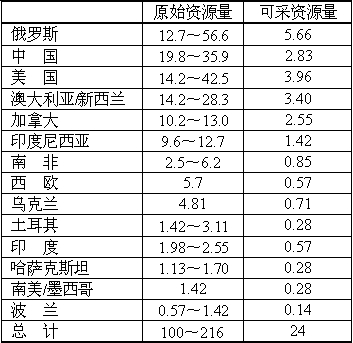 原始资源量 可采资源量
俄罗斯 12.7～56.6 5.66
中 国 19.8～35.9 2.83
美 国 14.2～42.5 3.96
澳大利亚/新西兰 14.2～28.3 3.40
加拿大 10.2～13.0 2.55
印度尼西亚 9.6～12.7 1.42
南 非 2.5～6.2 0.85
西 欧 5.7 0.57
乌克兰 4.81 0.71
土耳其 1.42～3.11 0.28
印 度 1.98～2.55 0.57
哈萨克斯坦 1.13～1.70 0.28
南美/墨西哥 1.42 0.28
波 兰 0.57～1.42 0.14
总 计 100～216 24